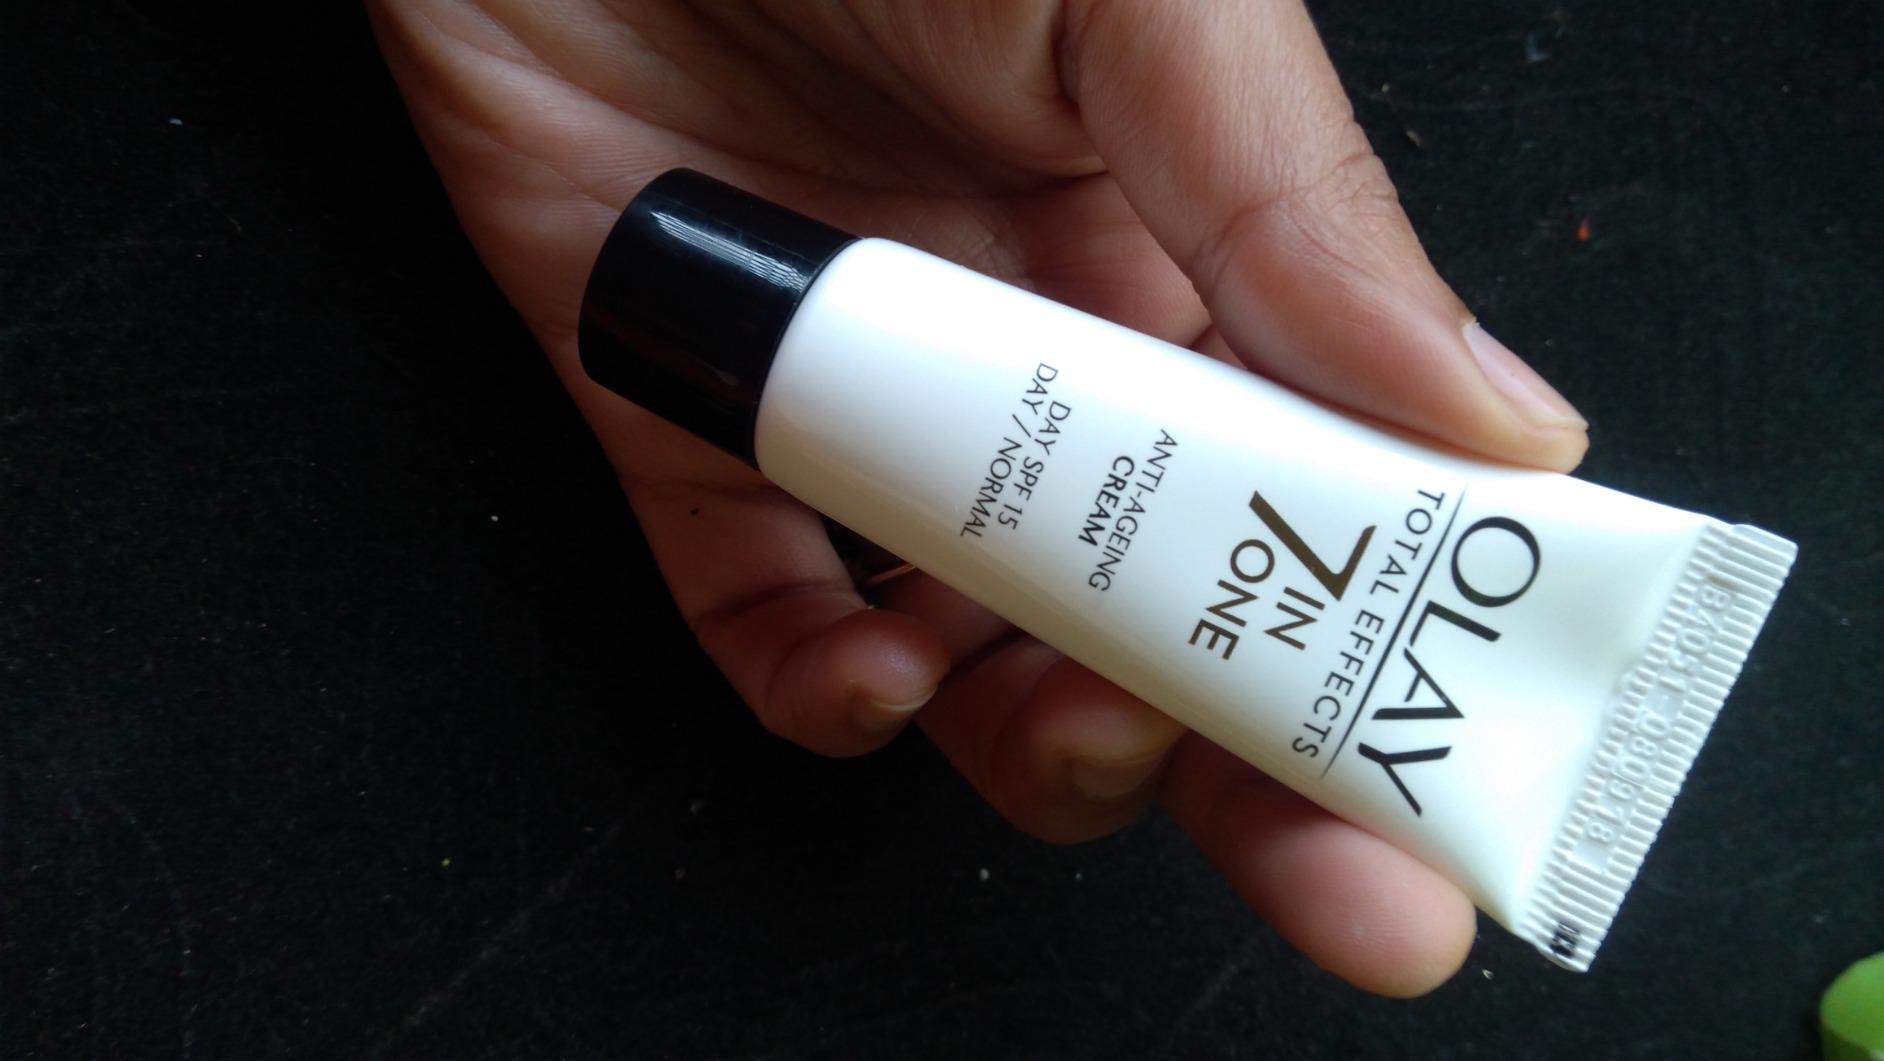 OLAY
TOTAL EFFECTS
7 IN
ONE
ANTI-AGEING
CREAM
DAY SPF 15
DAY / NORMAL